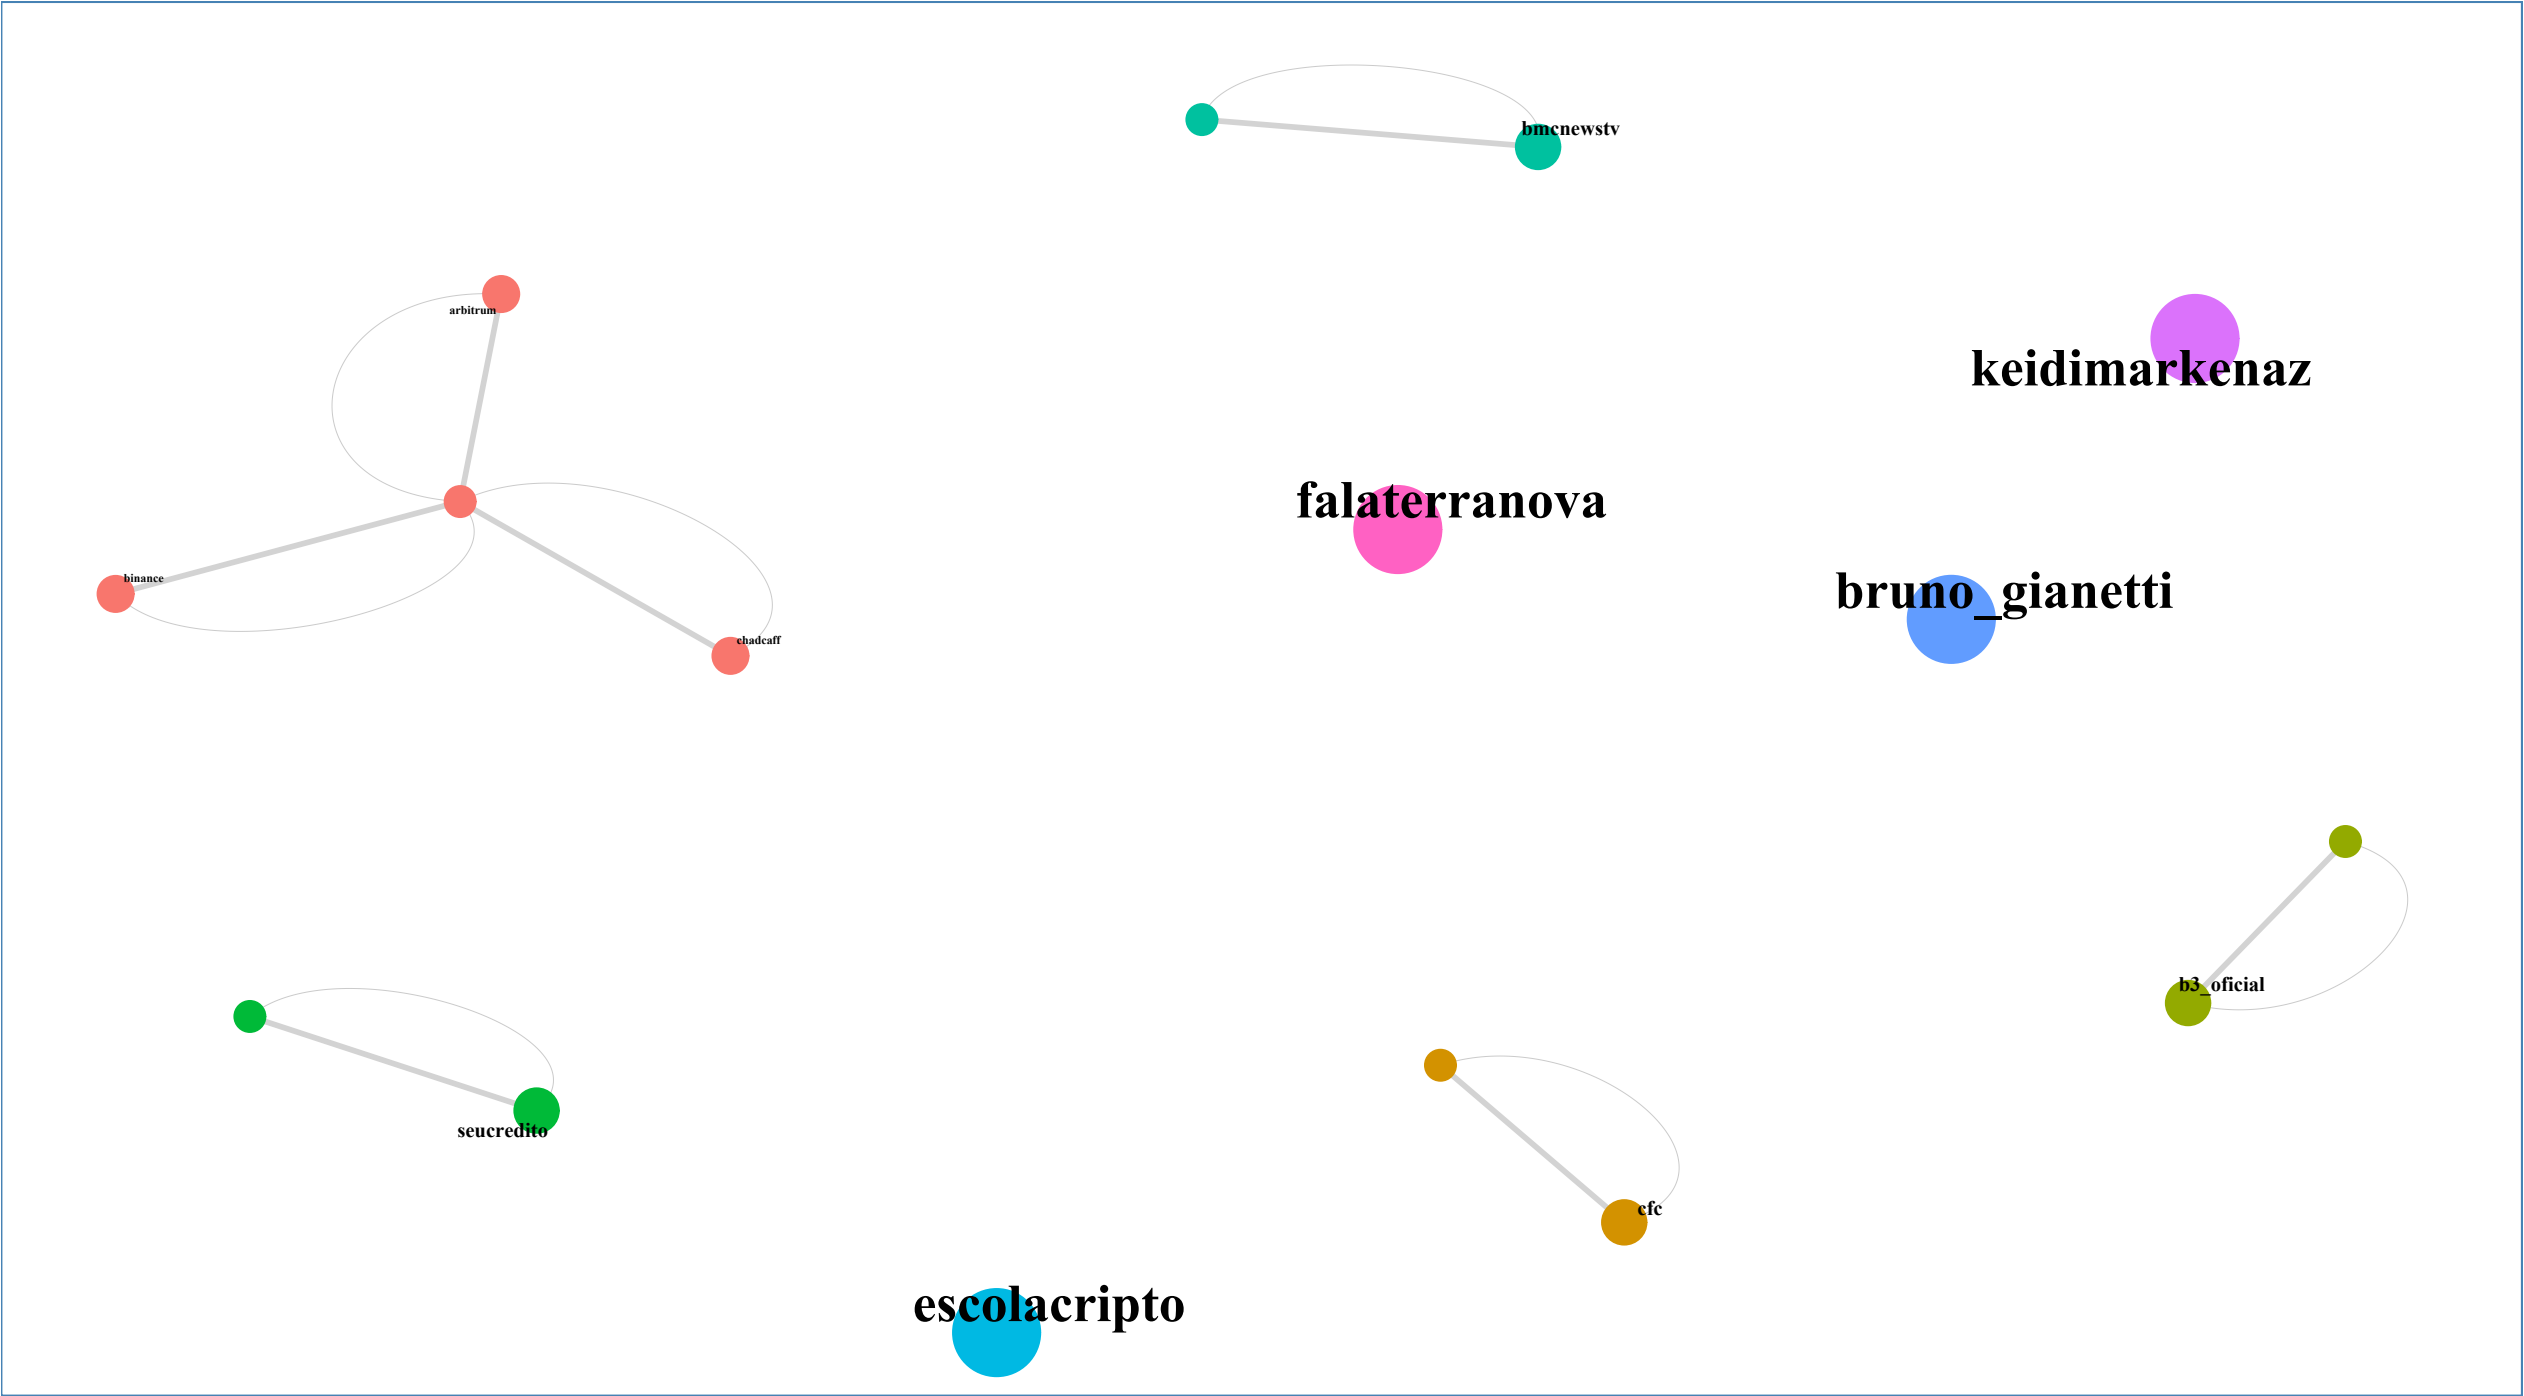 bmcnewstv
arbitrum
keidimarkenaz
falaterranova
binance
bruno_gianetti
chadcaff
b3_oficial
seucredito
cfc
escolacripto